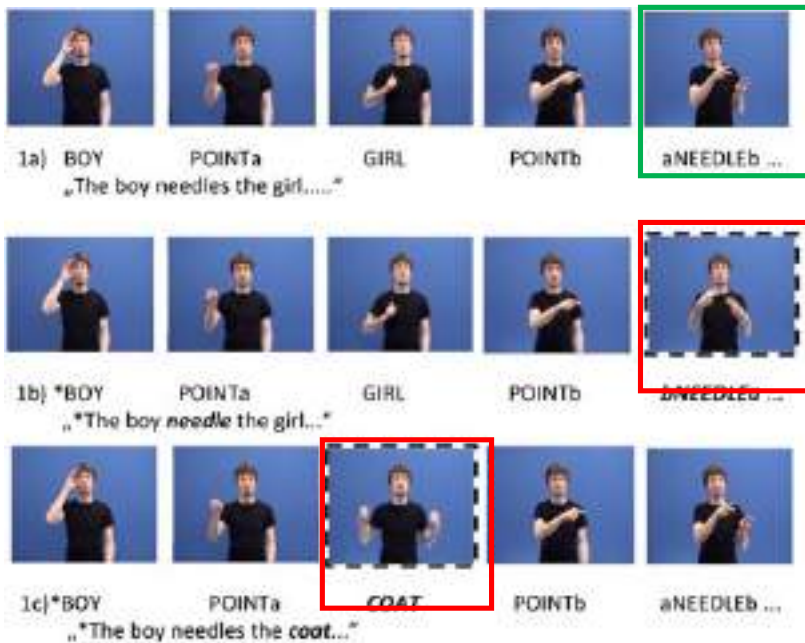 1a) BOY POINTa GIRL POINTb aNEEDLEb ...
„The boy needles the girl....."
1b) *BOY POINTa GIRL POINTb bNEEDLEa ...
„*The boy needle the girl..."
1c)*BOY POINTa COAT POINTb aNEEDLEb ...
„*The boy needles the coat..."